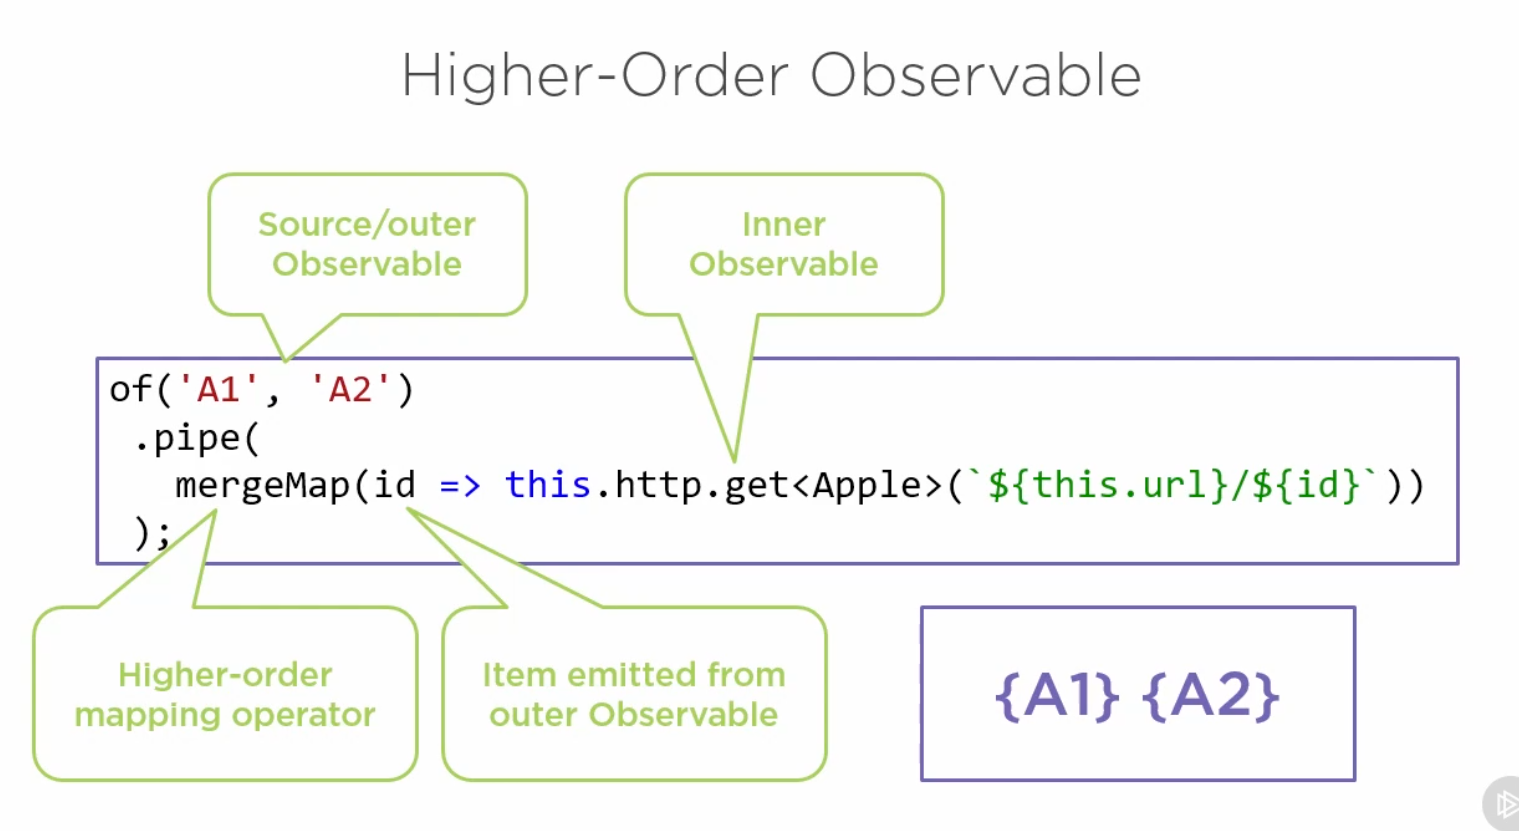 Higher-Order Observable
Source/outer
Observable
Inner
Observable
of('A1', 'A2')
.pipe(
mergeMap(id => this.http.get<Apple>(`${this.url}/${id}`))
);
Higher-order
mapping operator
Item emitted from
outer Observable
{A1} {A2}